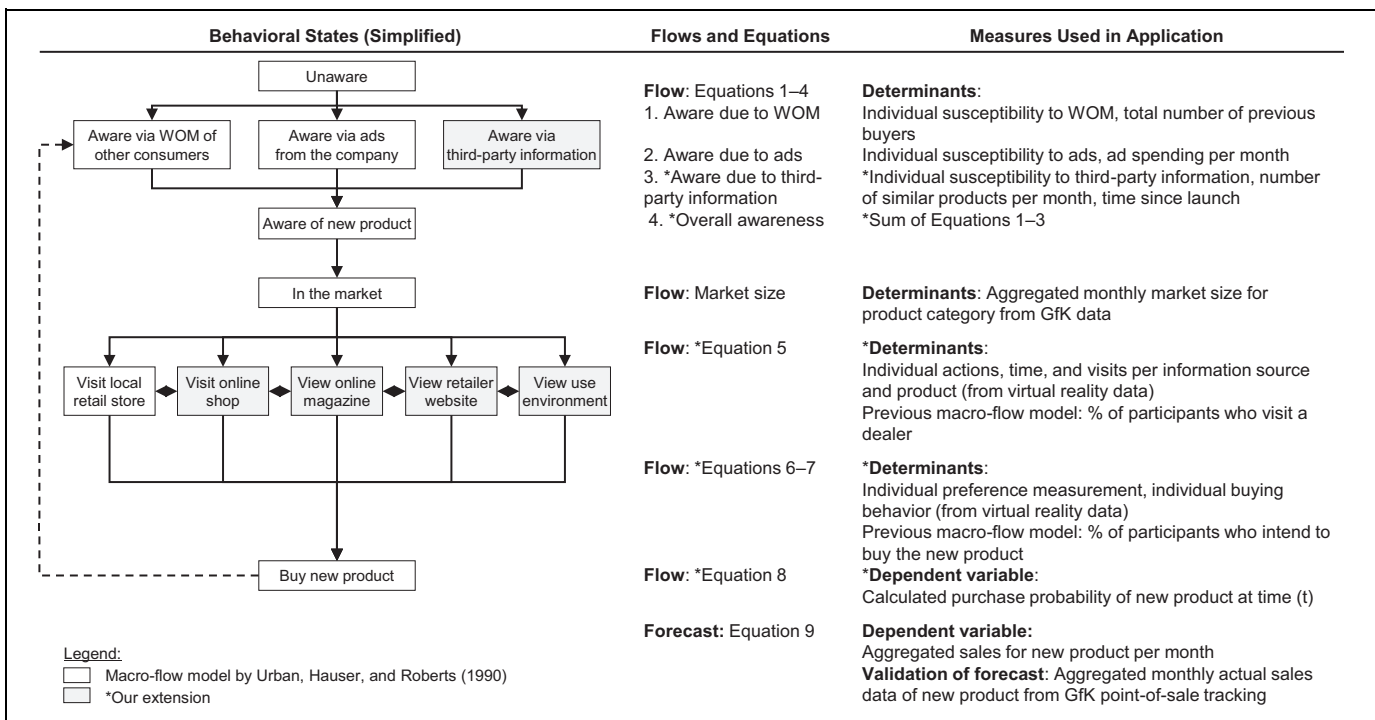 Behavioral States (Simplified)
Flows and Equations
Measures Used in Application
Unaware
Aware via WOM of
other consumers
Aware via ads
from the company
Aware via
third-party information
Aware of new product
In the market
Visit local
retail store
Visit online
shop
View online
magazine
View retailer
website
View use
environment
Buy new product
Legend:
Macro-flow model by Urban, Hauser, and Roberts (1990)
*Our extension
Flow: Equations 1–4
1. Aware due to WOM
2. Aware due to ads
3. *Aware due to third-
party information
4. *Overall awareness
Flow: Market size
Flow: *Equation 5
Flow: *Equations 6–7
Flow: *Equation 8
Forecast: Equation 9
Determinants:
Individual susceptibility to WOM, total number of previous
buyers
Individual susceptibility to ads, ad spending per month
*Individual susceptibility to third-party information, number
of similar products per month, time since launch
*Sum of Equations 1–3
Determinants: Aggregated monthly market size for
product category from GfK data
*Determinants:
Individual actions, time, and visits per information source
and product (from virtual reality data)
Previous macro-flow model: % of participants who visit a
dealer
*Determinants:
Individual preference measurement, individual buying
behavior (from virtual reality data)
Previous macro-flow model: % of participants who intend to
buy the new product
*Dependent variable:
Calculated purchase probability of new product at time (t)
Dependent variable:
Aggregated sales for new product per month
Validation of forecast: Aggregated monthly actual sales
data of new product from GfK point-of-sale tracking